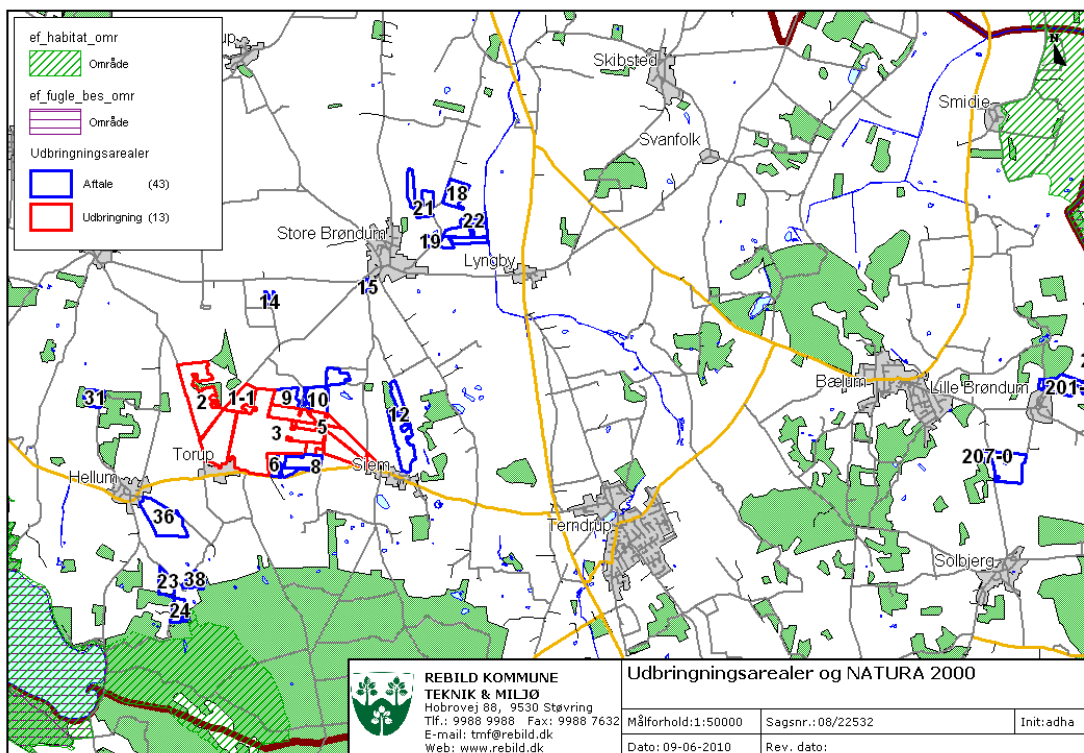 ef_habitat_omr
Område
ef_fugle_bes_omr
Område
Udbringningsarealer
Aftale (43)
Udbringning (13)
up
Skibsted
N
Smidie
Svanfolk
18
21
22
Store Brøndum
19
Lyngby
15
14
Bælum
Lille Brøndum
201-
31
2
1-1
9
10
12
5
3
Torup
6
8
Siem
207-0
Hellum
36
Terndrup
Solbjerg
23
38
24
REBILD KOMMUNE
TEKNIK & MILJØ
Hobrovej 88, 9530 Støvring
Tlf.: 9988 9988 Fax: 9988 7632
E-mail: tmf@rebild.dk
Web: www.rebild.dk
Udbringningsarealer og NATURA 2000
Målforhold:1:50000
Sagsnr.:08/22532
Init:adha
Dato: 09-06-2010
Rev. dato: